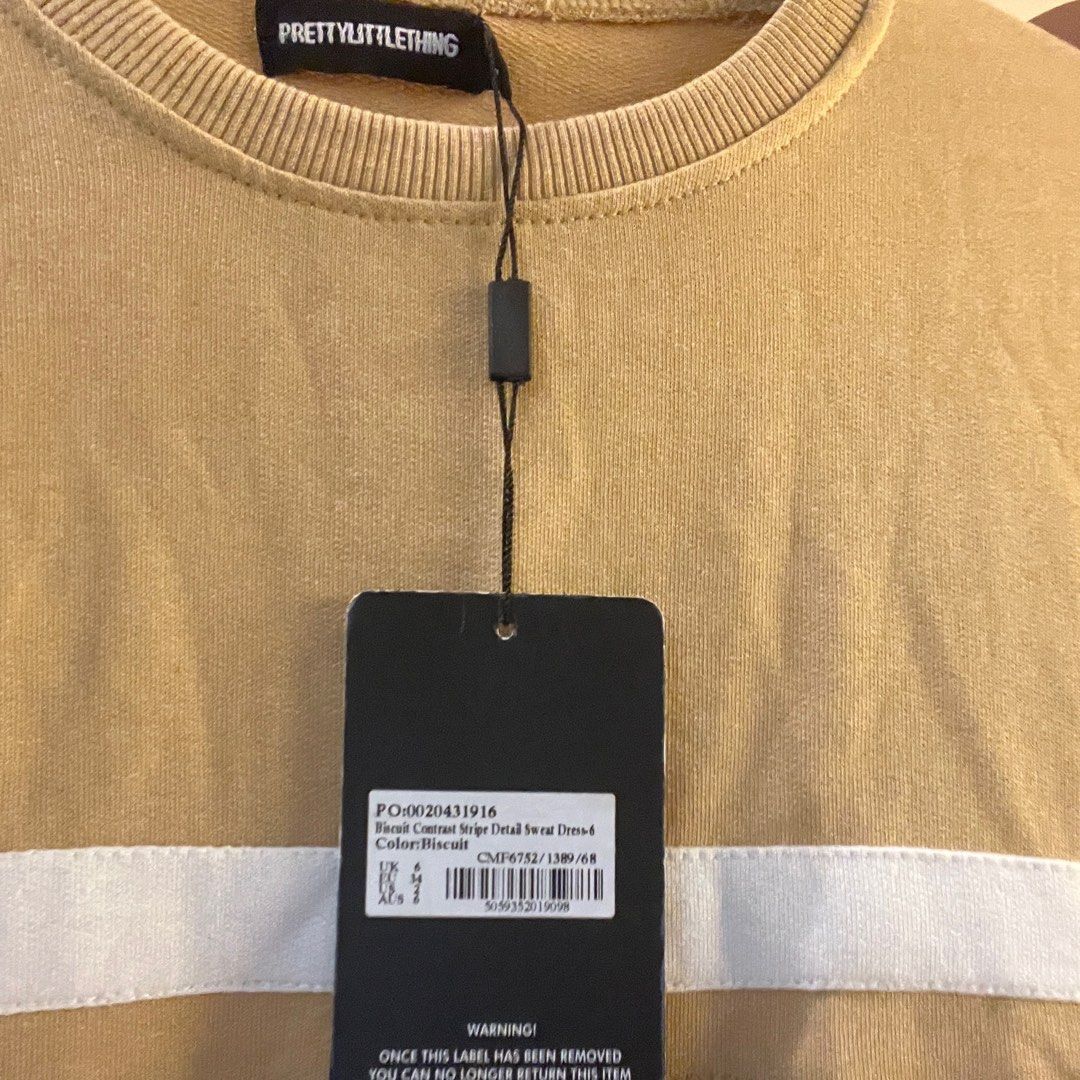 PRETTYLITTLETHING
PO:0020431916
Biscuit Contrast Stripe Detail Sweat Dress-6
Color:Biscuit
CMF6752/1389/68
UK 6
EU 34
US 2
AUS 6
5059352019098
WARNING!
ONCE THIS LABEL HAS BEEN REMOVED
YOU CAN NO LONGER RETURN THIS ITEM